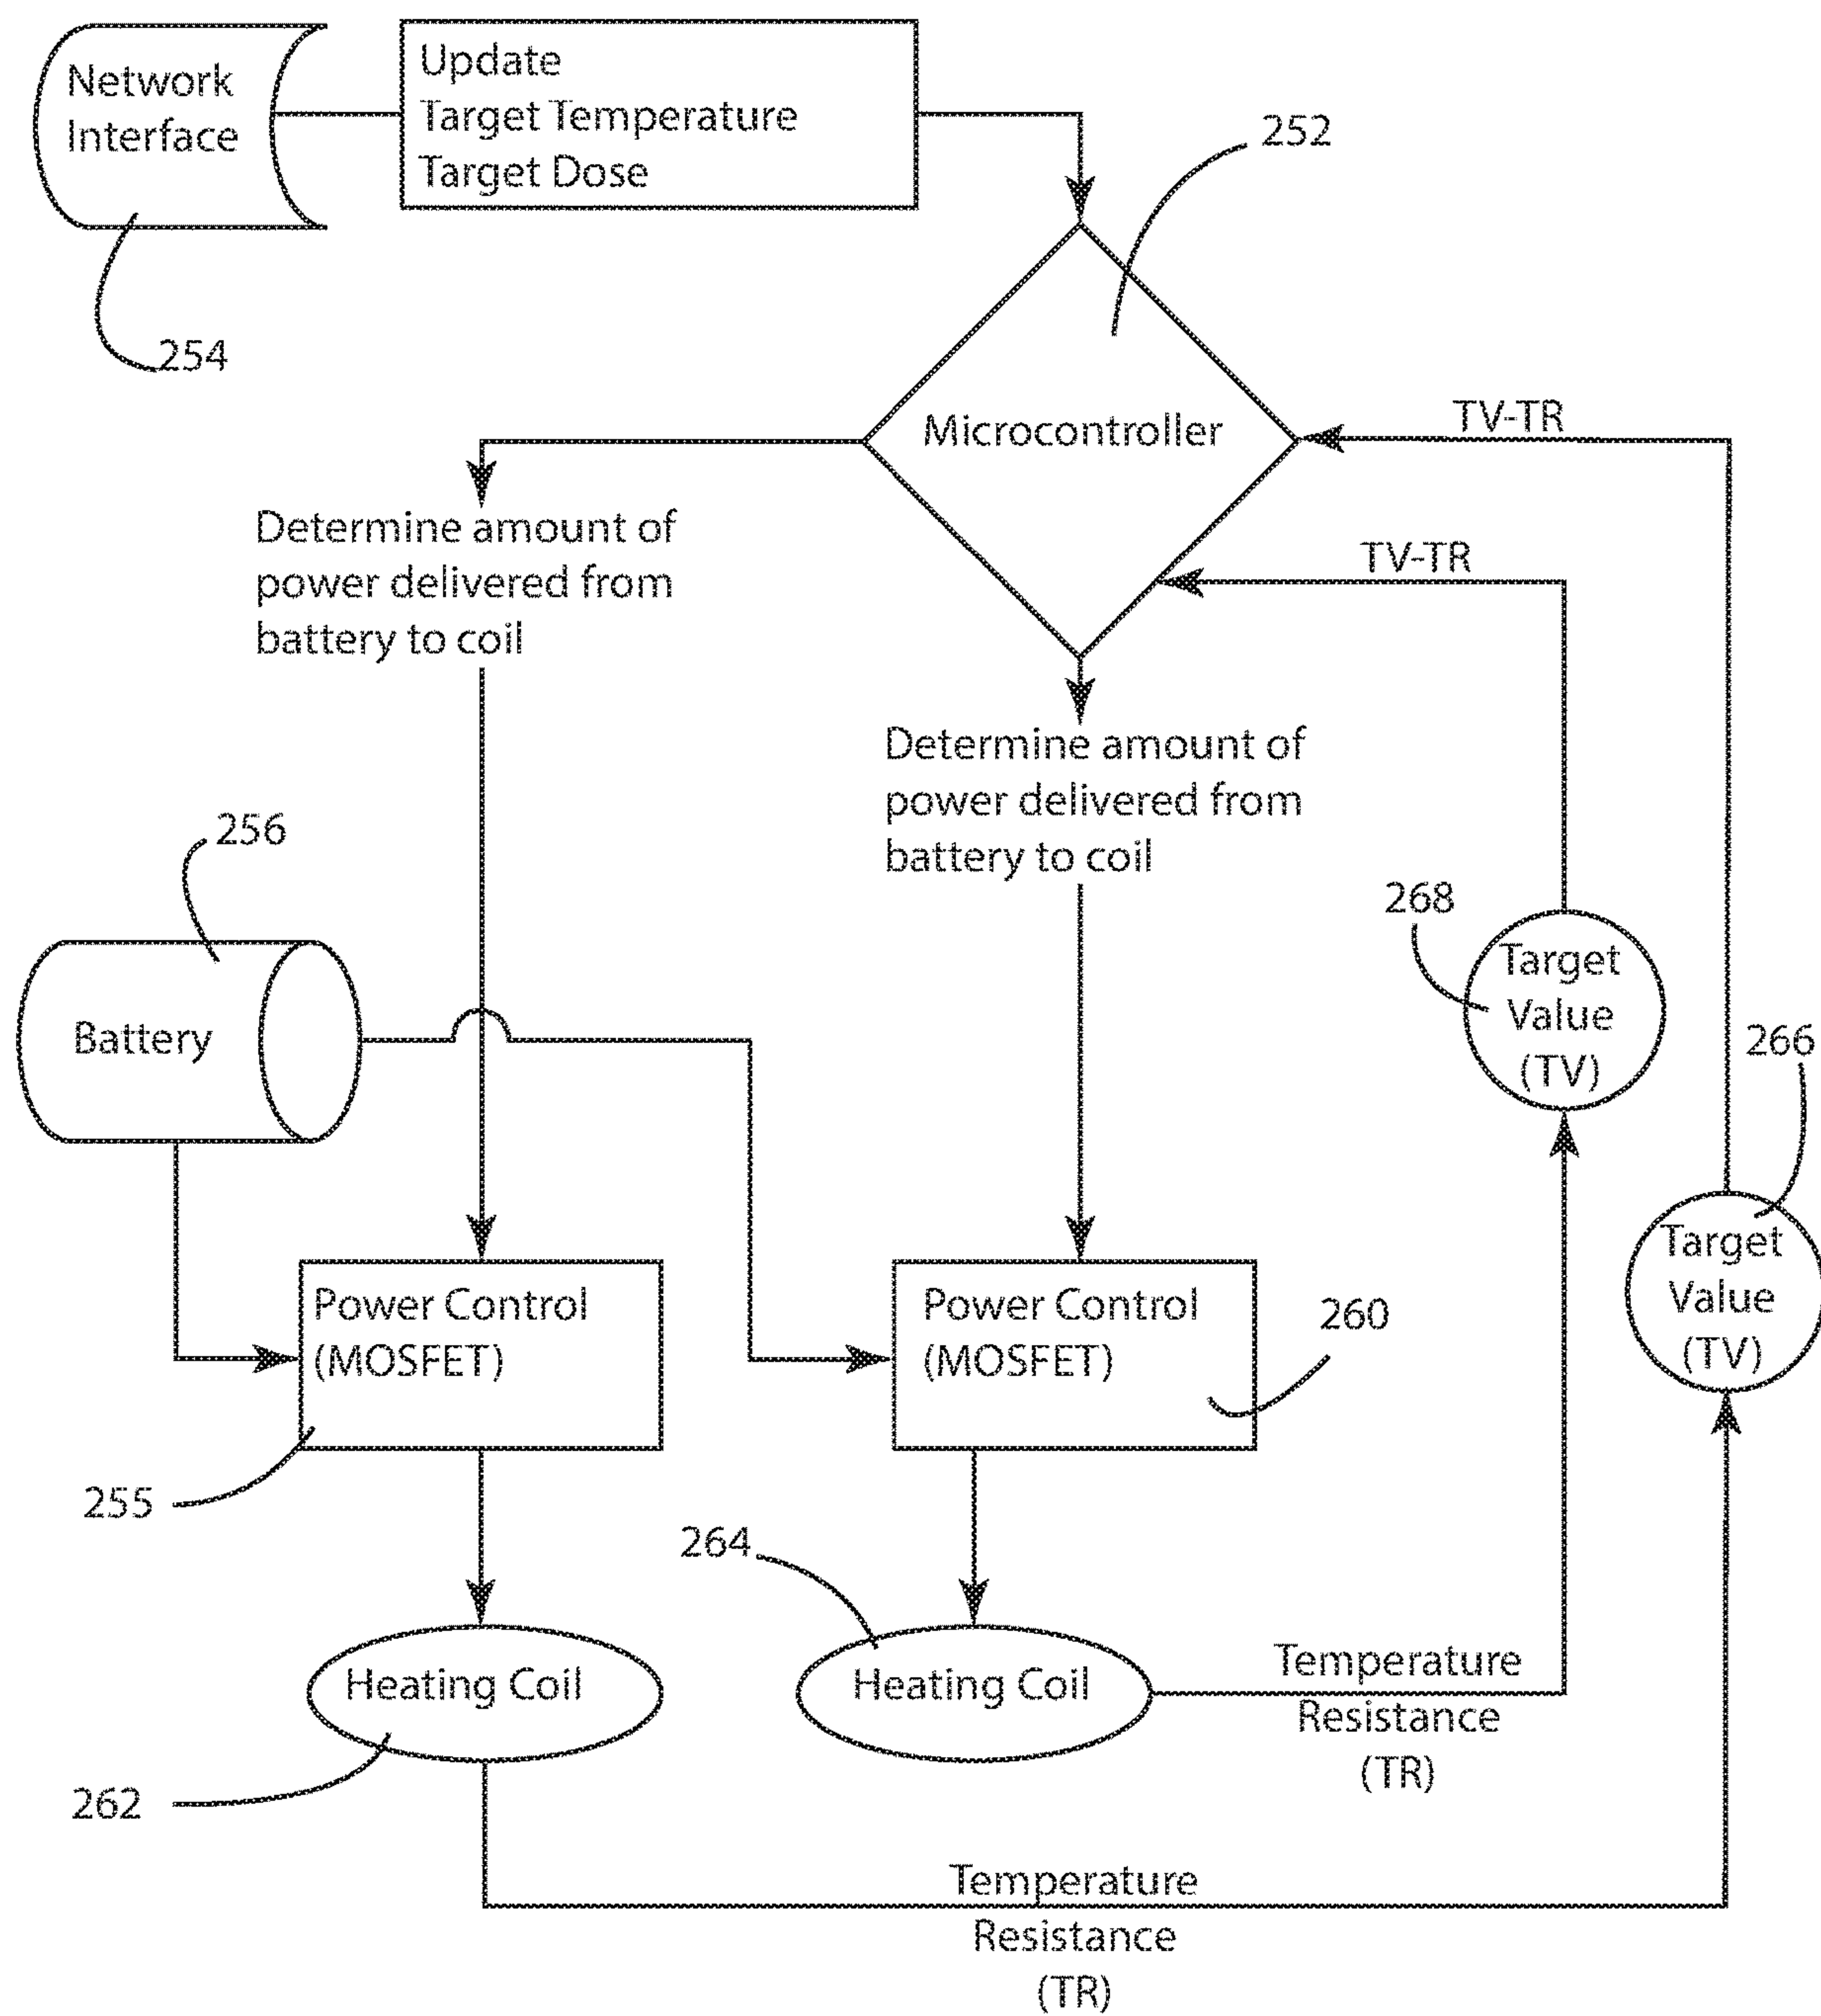 Network
Interface
Update
Target Temperature
Target Dose
252
254
Microcontroller
TV-TR
TV-TR
Determine amount of
power delivered from
battery to coil
Determine amount of
power delivered from
battery to coil
256
Battery
268
Target
Value
(TV)
266
Target
Value
(TV)
Power Control
(MOSFET)
255
Power Control
(MOSFET)
260
264
Heating Coil
262
Heating Coil
Temperature
Resistance
(TR)
Temperature
Resistance
(TR)